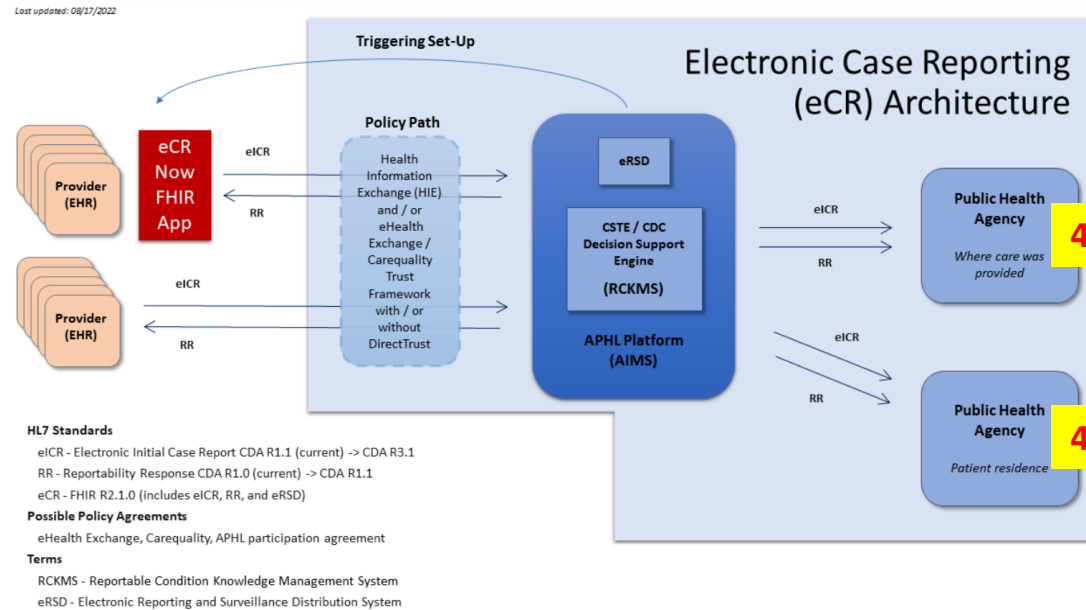 Last updated: 08/17/2022
Triggering Set-Up
Electronic Case Reporting
(eCR) Architecture
Provider
(EHR)
eCR
Now
FHIR
App
eICR
RR
Policy Path
Health
Information
Exchange (HIE)
and / or
eHealth
Exchange /
Carequality
Trust
Framework
with / or
without
DirectTrust
eRSD
CSTE / CDC
Decision Support
Engine
(RCKMS)
APHL Platform
(AIMS)
eICR
RR
Public Health
Agency
Where care was
provided
4
Provider
(EHR)
eICR
RR
eICR
RR
Public Health
Agency
Patient residence
4
HL7 Standards
eICR - Electronic Initial Case Report CDA R1.1 (current) -> CDA R3.1
RR - Reportability Response CDA R1.0 (current) -> CDA R1.1
eCR - FHIR R2.1.0 (includes eICR, RR, and eRSD)
Possible Policy Agreements
eHealth Exchange, Carequality, APHL participation agreement
Terms
RCKMS - Reportable Condition Knowledge Management System
eRSD - Electronic Reporting and Surveillance Distribution System